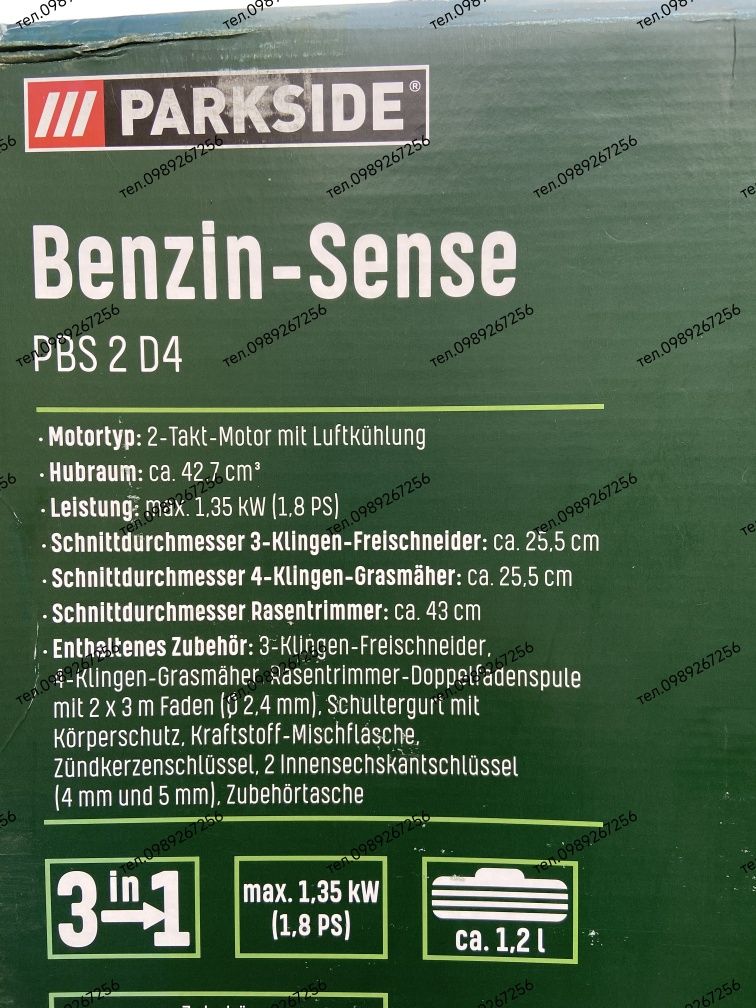 PARKSIDE®
Benzin-Sense
PBS 2 D4
· Motortyp: 2-Takt-Motor mit Luftkühlung
· Hubraum: ca. 42,7 cm³
· Leistung: max. 1,35 kW (1,8 PS)
· Schnittdurchmesser 3-Klingen-Freischneider: ca. 25,5 cm
· Schnittdurchmesser 4-Klingen-Grasmäher: ca. 25,5 cm
· Schnittdurchmesser Rasentrimmer: ca. 43 cm
· Enthaltenes Zubehör: 3-Klingen-Freischneider,
4-Klingen-Grasmäher, Rasentrimmer-Doppelfadenspule
mit 2 x 3 m Faden (Ø 2,4 mm), Schultergurt mit
Körperschutz, Kraftstoff-Mischflasche,
Zündkerzenschlüssel, 2 Innensechskantschlüssel
(4 mm und 5 mm), Zubehörtasche
3 in 1
max. 1,35 kW
(1,8 PS)
ca. 1,2 l
тел.0989267256